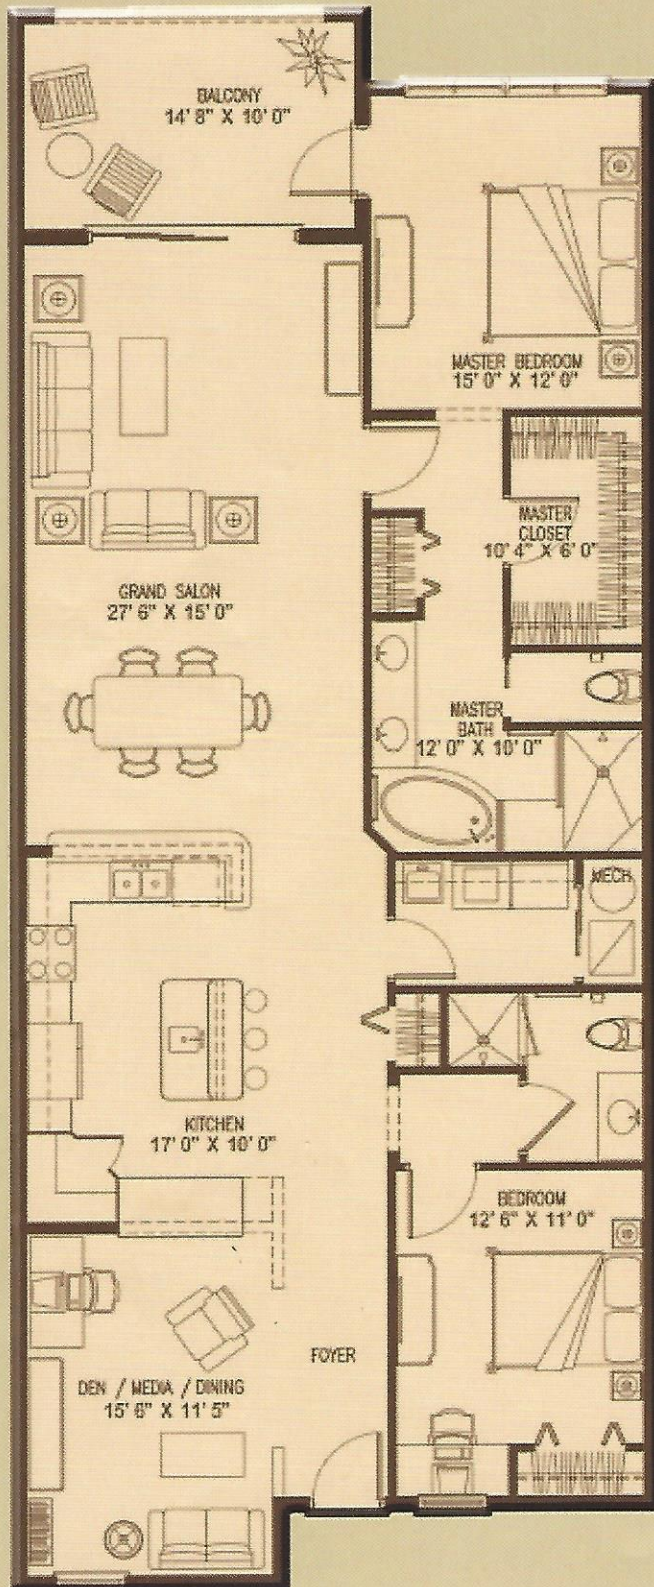 BALCONY
14' 8" X 10' 0"
MASTER BEDROOM
15' 0" X 12' 0"
MASTER
CLOSET
10' 4" X 6' 0"
GRAND SALON
27' 6" X 15' 0"
MASTER
BATH
12' 0" X 10' 0"
MECH
KITCHEN
17' 0" X 10' 0"
BEDROOM
12' 6" X 11' 0"
FOYER
DEN / MEDIA / DINING
15' 6" X 11' 5"